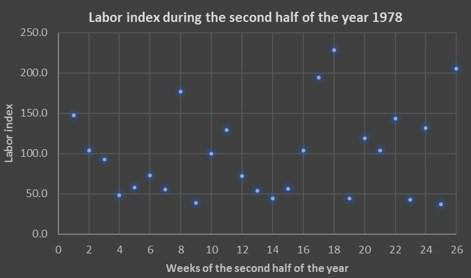 Labor index during the second half of the year 1978
250.0
200.0
150.0
100.0
50.0
0.0
Labor index
0 2 4 6 8 10 12 14 16 18 20 22 24 26
Weeks of the second half of the year